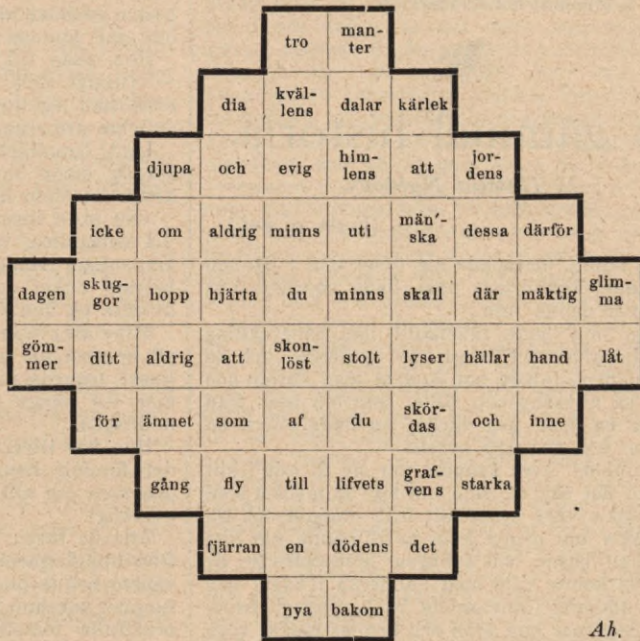 tro man-ter
dia kväl-lens dalar kärlek
djupa och evig him-lens att jor-dens
icke om aldrig minns uti män'-ska dessa därför
dagen skug-gor hopp hjärta du minns skall där mäktig glim-ma
göm-mer ditt aldrig att skon-löst stolt lyser hällar hand låt
för ämnet som af du skör-das och inne
gång fly till lifvets graf-vens starka
fjärran en dödens det
nya bakom
Ah.